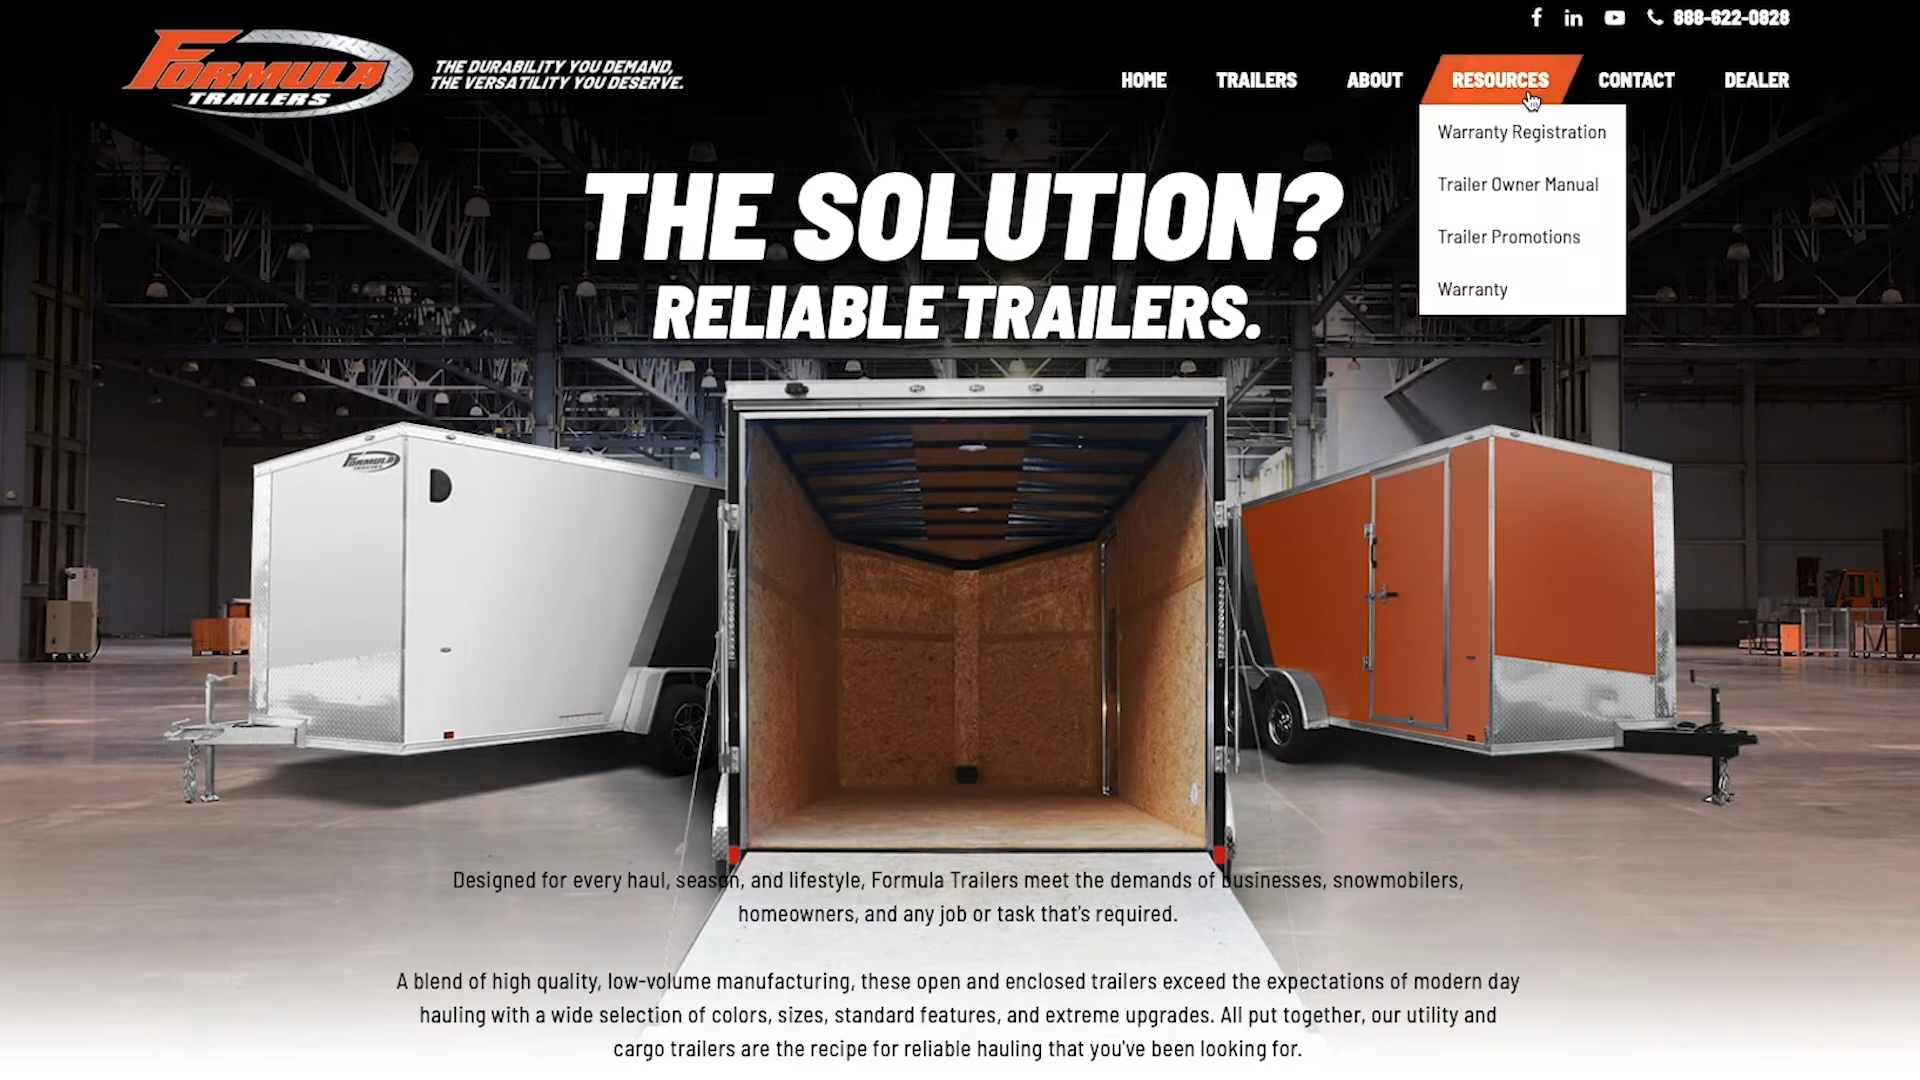 888-622-0828
FORMULA
TRAILERS
THE DURABILITY YOU DEMAND,
THE VERSATILITY YOU DESERVE.
HOME TRAILERS ABOUT RESOURCES CONTACT DEALER
Warranty Registration
Trailer Owner Manual
Trailer Promotions
Warranty
THE SOLUTION?
RELIABLE TRAILERS.
FORMULA
Designed for every haul, season, and lifestyle, Formula Trailers meet the demands of businesses, snowmobilers,
homeowners, and any job or task that's required.
A blend of high quality, low-volume manufacturing, these open and enclosed trailers exceed the expectations of modern day
hauling with a wide selection of colors, sizes, standard features, and extreme upgrades. All put together, our utility and
cargo trailers are the recipe for reliable hauling that you've been looking for.